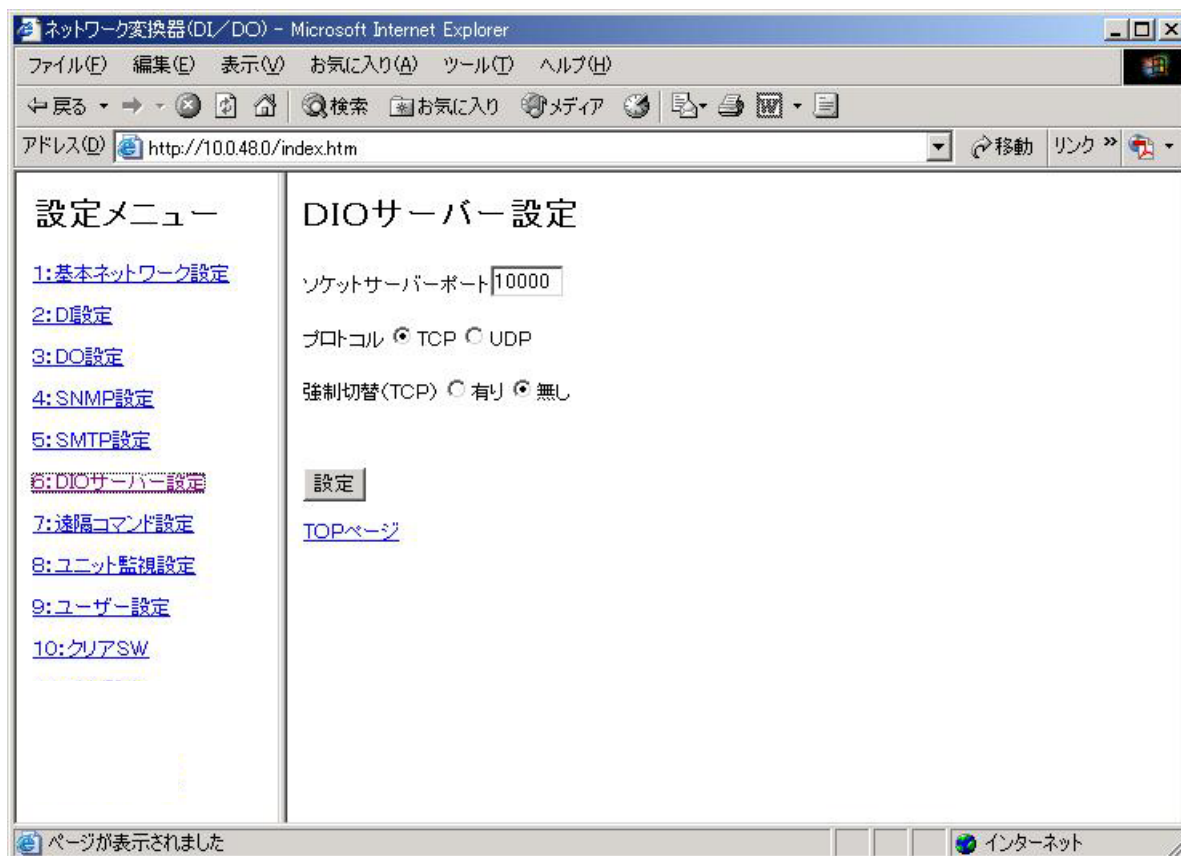 ネットワーク変換器(DI／DO) - Microsoft Internet Explorer
ファイル(F) 編集(E) 表示(V) お気に入り(A) ツール(T) ヘルプ(H)
戻る 検索 お気に入り メディア
アドレス(D) http://10.0.48.0/index.htm 移動 リンク »
設定メニュー
1:基本ネットワーク設定
2:DI設定
3:DO設定
4:SNMP設定
5:SMTP設定
6:DIOサーバー設定
7:遠隔コマンド設定
8:ユニット監視設定
9:ユーザー設定
10:クリアSW
DIOサーバー設定
ソケットサーバーポート 10000
プロトコル TCP UDP
強制切替(TCP) 有り 無し
設定
TOPページ
ページが表示されました インターネット